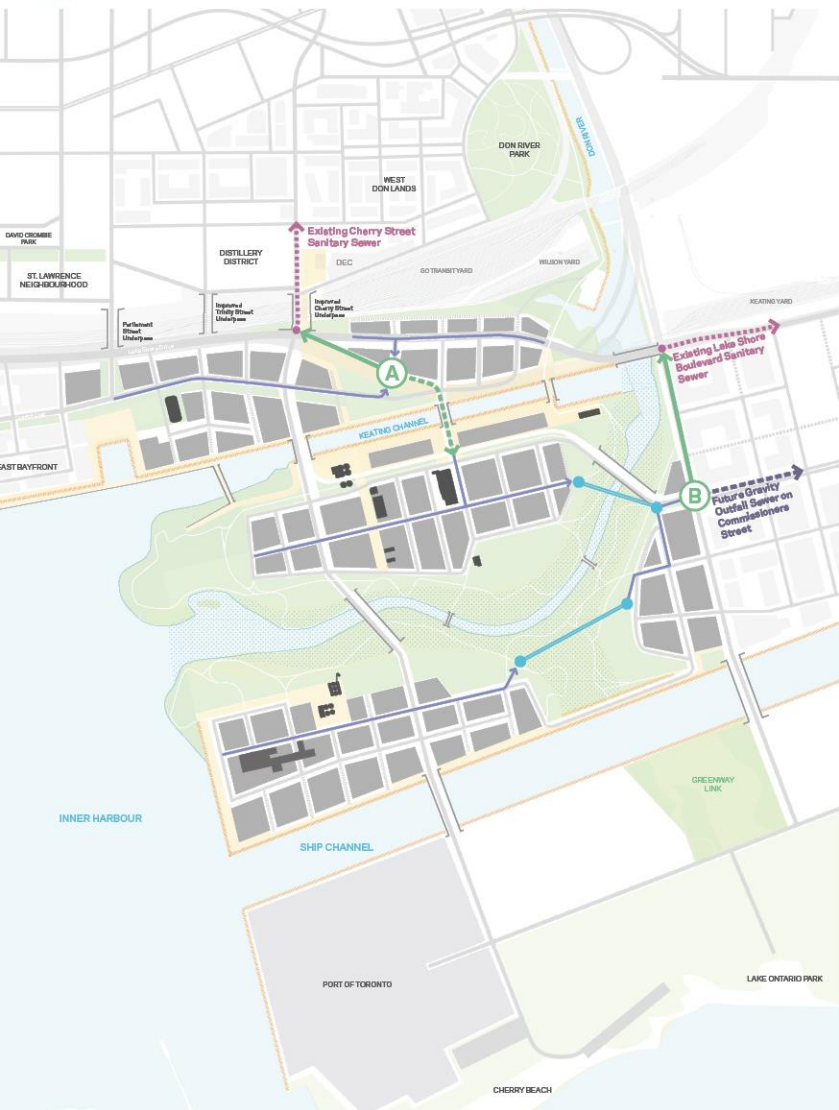 DON RIVER
PARK
DON RIVER
WEST
DON LANDS
DAVID CROMBIE
PARK
Existing Cherry Street
Sanitary Sewer
DISTILLERY
DISTRICT
DEC
GO TRANSIT YARD
WILSON YARD
ST. LAWRENCE
NEIGHBOURHOOD
KEATING YARD
Parliament
Street
Underpass
Improved
Trinity Street
Underpass
Improved
Cherry Street
Underpass
Existing Lake Shore
Boulevard Sanitary
Sewer
A
KEATING CHANNEL
EAST BAYFRONT
B
Future Gravity
Outfall Sewer on
Commissioners
Street
GREENWAY
LINK
INNER HARBOUR
SHIP CHANNEL
PORT OF TORONTO
LAKE ONTARIO PARK
CHERRY BEACH